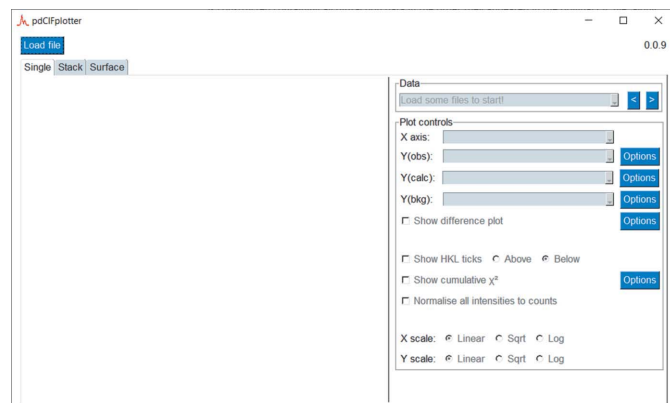 pdCIFplotter
Load file
0.0.9
Single Stack Surface
Data
Load some files to start!
< >
Plot controls
X axis:
Y(obs): Options
Y(calc): Options
Y(bkg): Options
Show difference plot Options
Show HKL ticks Above Below
Show cumulative χ² Options
Normalise all intensities to counts
X scale: Linear Sqrt Log
Y scale: Linear Sqrt Log